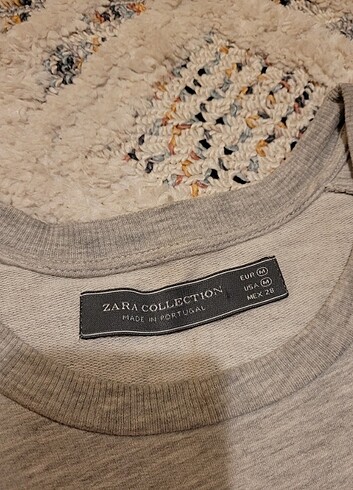 ZARA COLLECTION
MADE IN PORTUGAL
EUR M
USA M
MEX 28